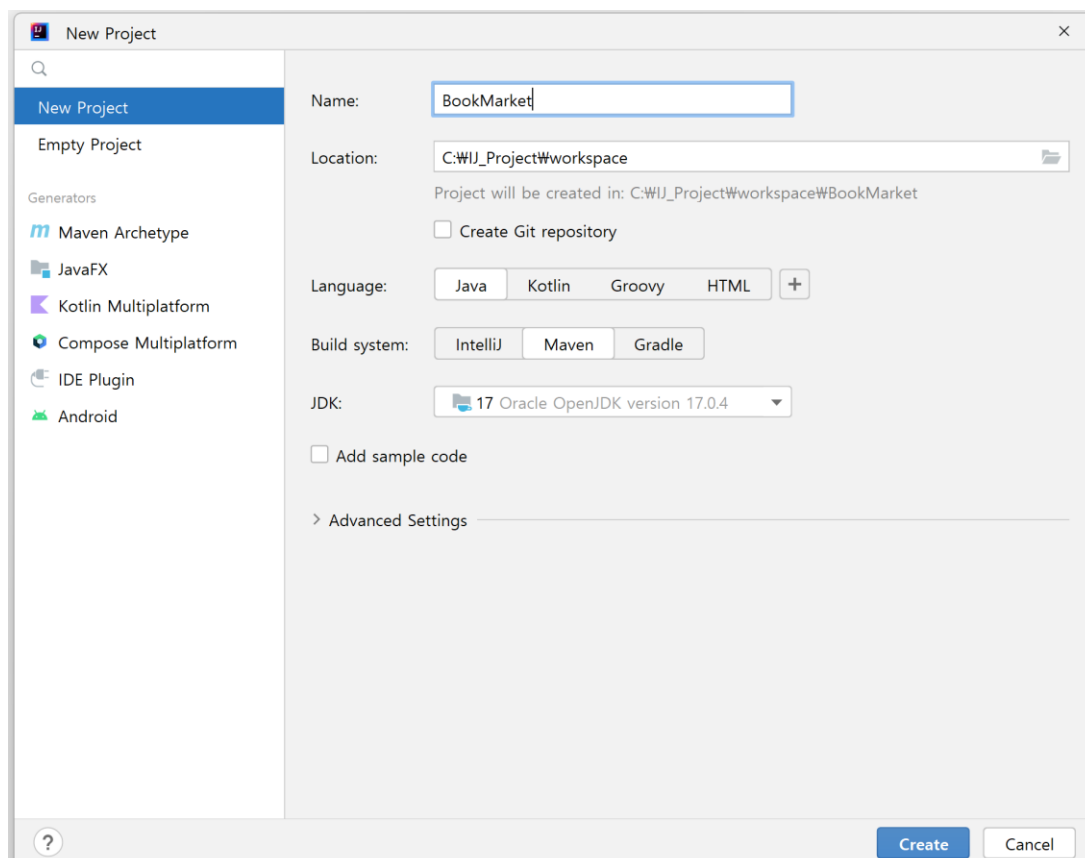 New Project
New Project
Empty Project
Generators
Maven Archetype
JavaFX
Kotlin Multiplatform
Compose Multiplatform
IDE Plugin
Android
Name: BookMarket
Location: C:₩IJ_Project₩workspace
Project will be created in: C:₩IJ_Project₩workspace₩BookMarket
Create Git repository
Language: Java Kotlin Groovy HTML +
Build system: IntelliJ Maven Gradle
JDK: 17 Oracle OpenJDK version 17.0.4
Add sample code
Advanced Settings
? Create Cancel